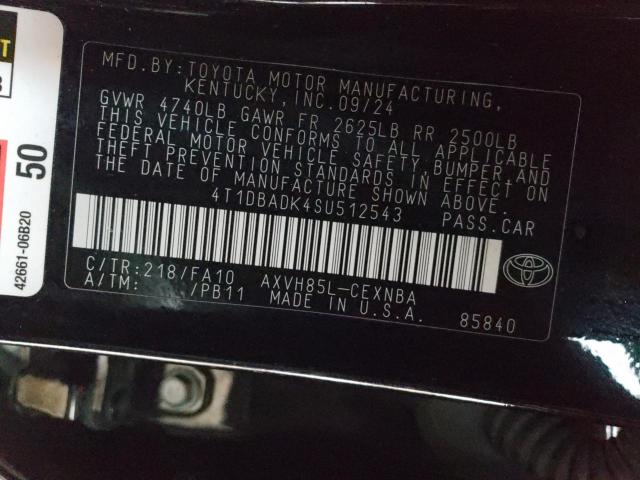 MFD.BY:TOYOTA MOTOR MANUFACTURING,
KENTUCKY,INC.09/24
GVWR 4740LB GAWR FR 2625LB RR 2500LB
THIS VEHICLE CONFORMS TO ALL APPLICABLE
FEDERAL MOTOR VEHICLE SAFETY,BUMPER,AND
THEFT PREVENTION STANDARDS IN EFFECT ON
THE DATE OF MANUFACTURE SHOWN ABOVE.
4T1DBADK4SU512543 PASS.CAR
C/TR:218/FA10 AXVH85L-CEXNBA
A/TM: /PB11 MADE IN U.S.A.
85840
50
42661-06B20